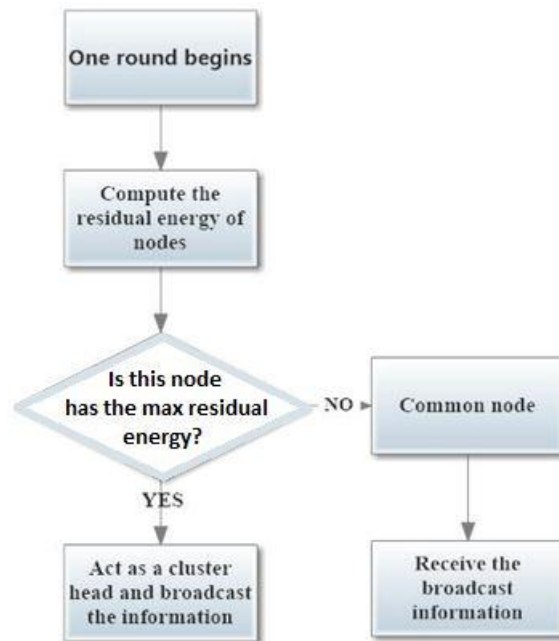 One round begins
Compute the
residual energy of
nodes
Is this node
has the max residual
energy?
NO
Common node
YES
Act as a cluster
head and broadcast
the information
Receive the
broadcast
information